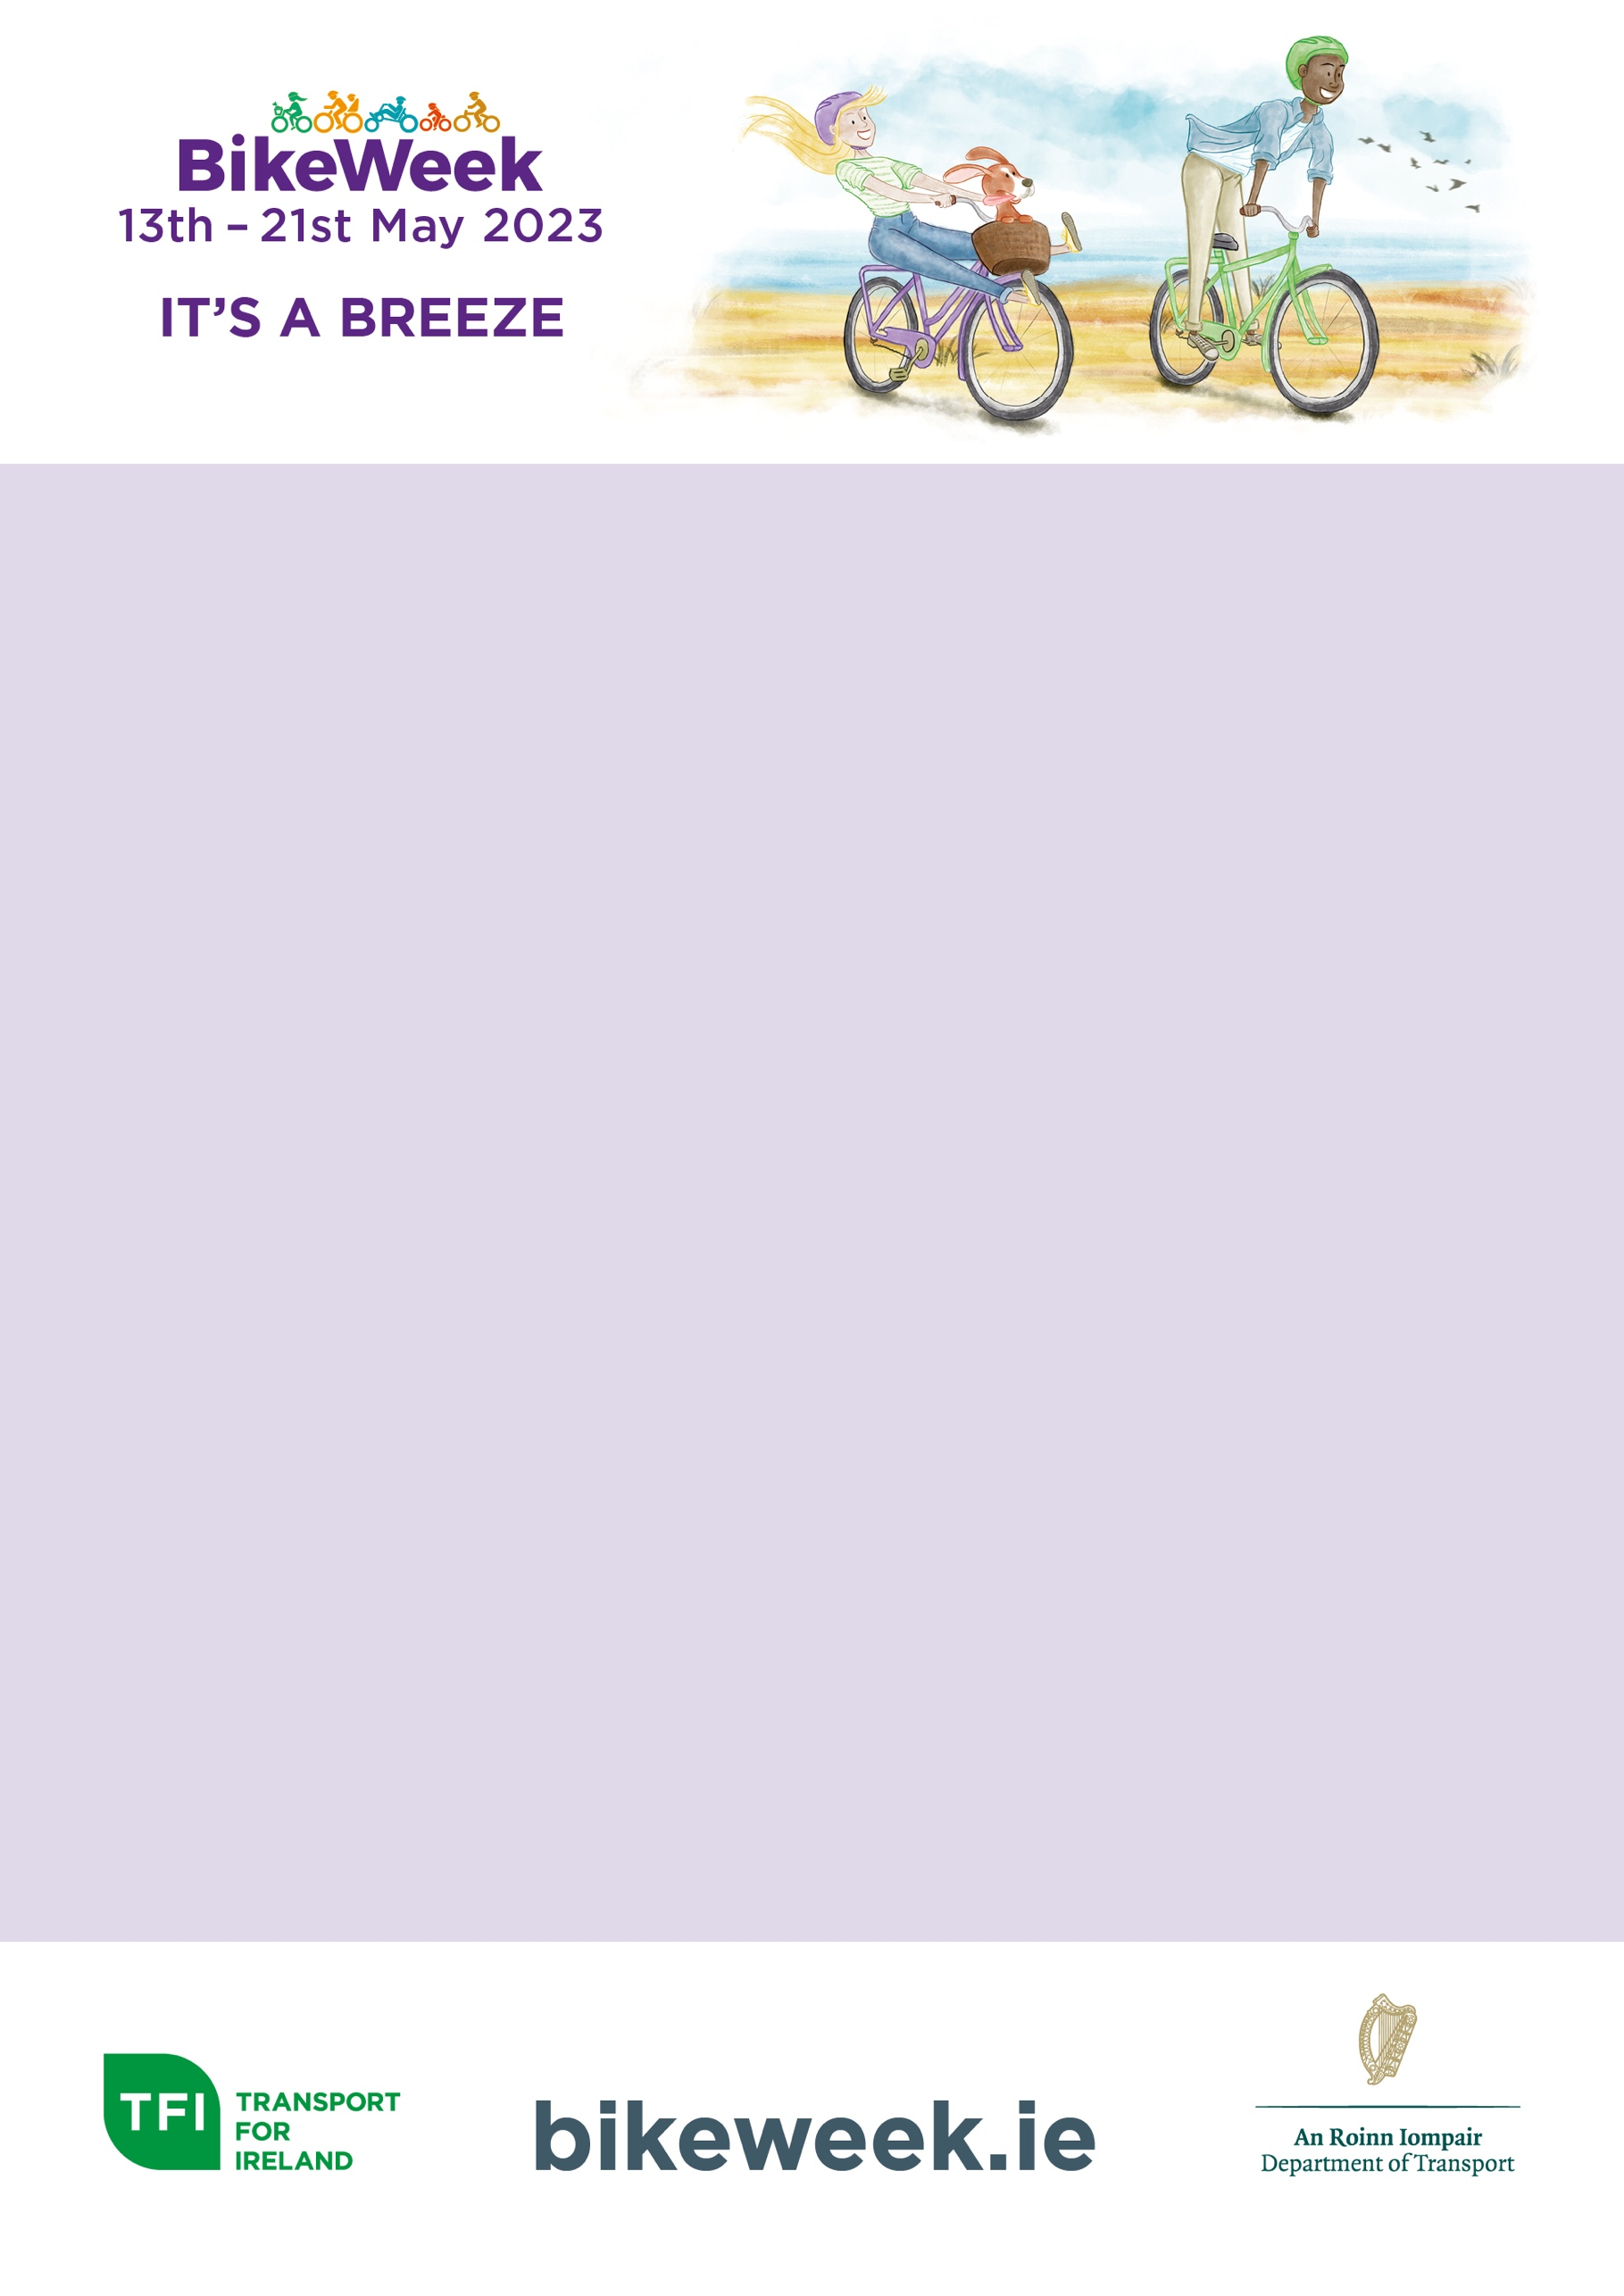 BikeWeek
13th – 21st May 2023
IT’S A BREEZE
TFI
TRANSPORT
FOR
IRELAND
bikeweek.ie
An Roinn Iompair
Department of Transport